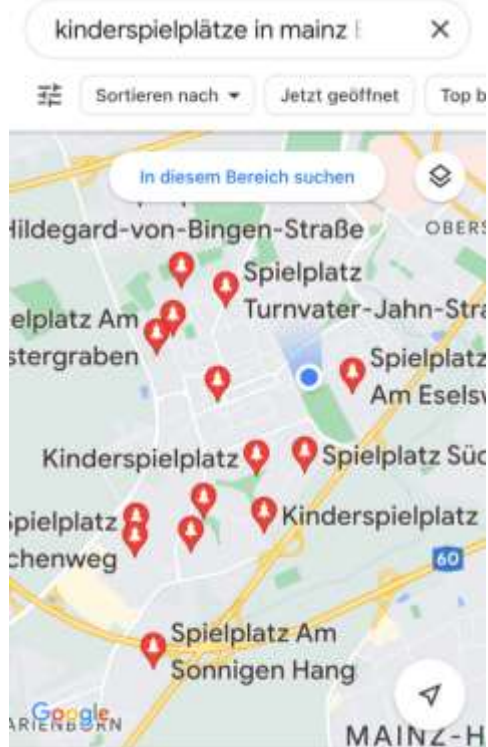 kinderspielplätze in mainz
Sortieren nach
Jetzt geöffnet
Top b
In diesem Bereich suchen
Hildegard-von-Bingen-Straße
OBERS
Spielplatz
Turnvater-Jahn-Stra
elplatz Am
stergraben
Spielplatz
Am Eselsw
Kinderspielplatz
Spielplatz Süd
Spielplatz
chenweg
Kinderspielplatz
60
Spielplatz Am
Sonnigen Hang
Google
ARIENBORN
MAINZ-H